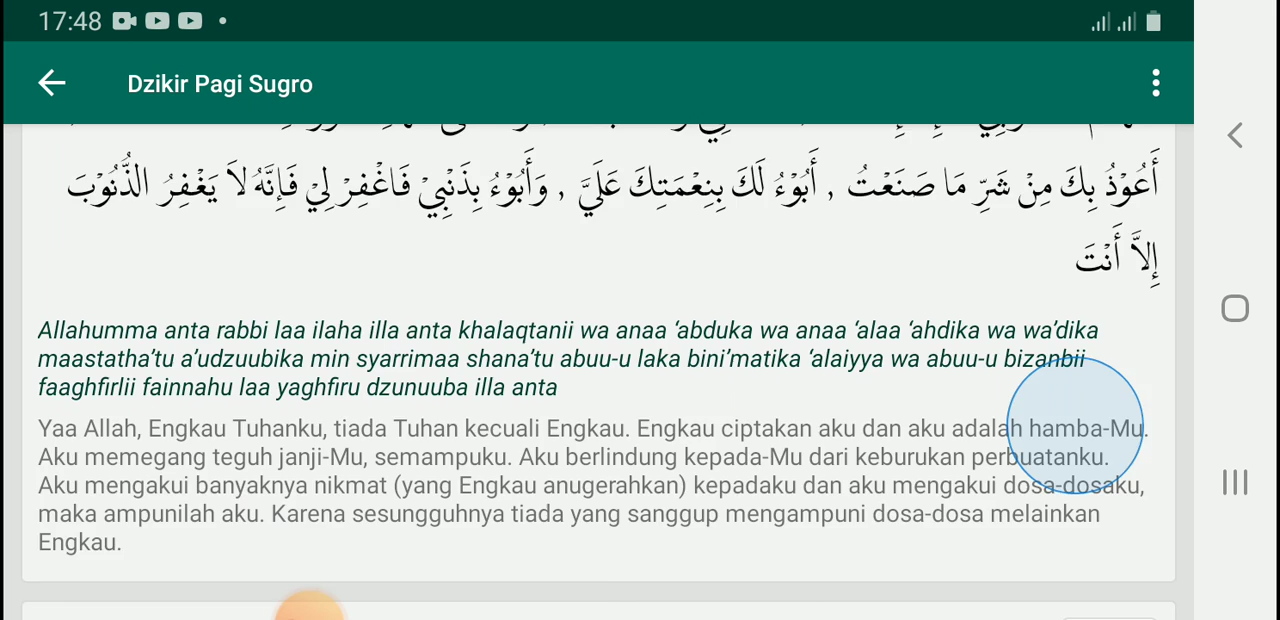 17:48
Dzikir Pagi Sugro
أَعُوْذُ بِكَ مِنْ شَرِّ مَا صَنَعْتُ , أَبُوْءُ لَكَ بِنِعْمَتِكَ عَلَيَّ , وَأَبُوْءُ بِذَنْبِيْ فَاغْفِرْ لِيْ فَإِنَّهُ لاَ يَغْفِرُ الذُّنُوْبَ
إِلاَّ أَنْتَ
Allahumma anta rabbi laa ilaha illa anta khalaqtanii wa anaa ‘abduka wa anaa ‘alaa ‘ahdika wa wa’dika
maastatha’tu a’udzuubika min syarrimaa shana’tu abuu-u laka bini’matika ‘alaiyya wa abuu-u bizanbii
faaghfirlii fainnahu laa yaghfiru dzunuuba illa anta
Yaa Allah, Engkau Tuhanku, tiada Tuhan kecuali Engkau. Engkau ciptakan aku dan aku adalah hamba-Mu.
Aku memegang teguh janji-Mu, semampuku. Aku berlindung kepada-Mu dari keburukan perbuatanku.
Aku mengakui banyaknya nikmat (yang Engkau anugerahkan) kepadaku dan aku mengakui dosa-dosaku,
maka ampunilah aku. Karena sesungguhnya tiada yang sanggup mengampuni dosa-dosa melainkan
Engkau.